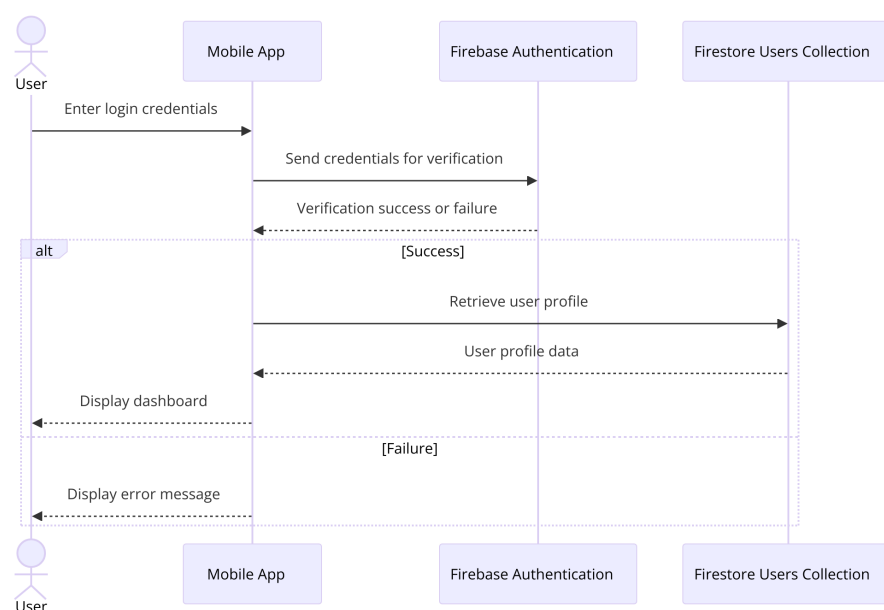 User
Mobile App
Firebase Authentication
Firestore Users Collection
Enter login credentials
Send credentials for verification
Verification success or failure
alt
[Success]
Retrieve user profile
User profile data
Display dashboard
[Failure]
Display error message
User
Mobile App
Firebase Authentication
Firestore Users Collection